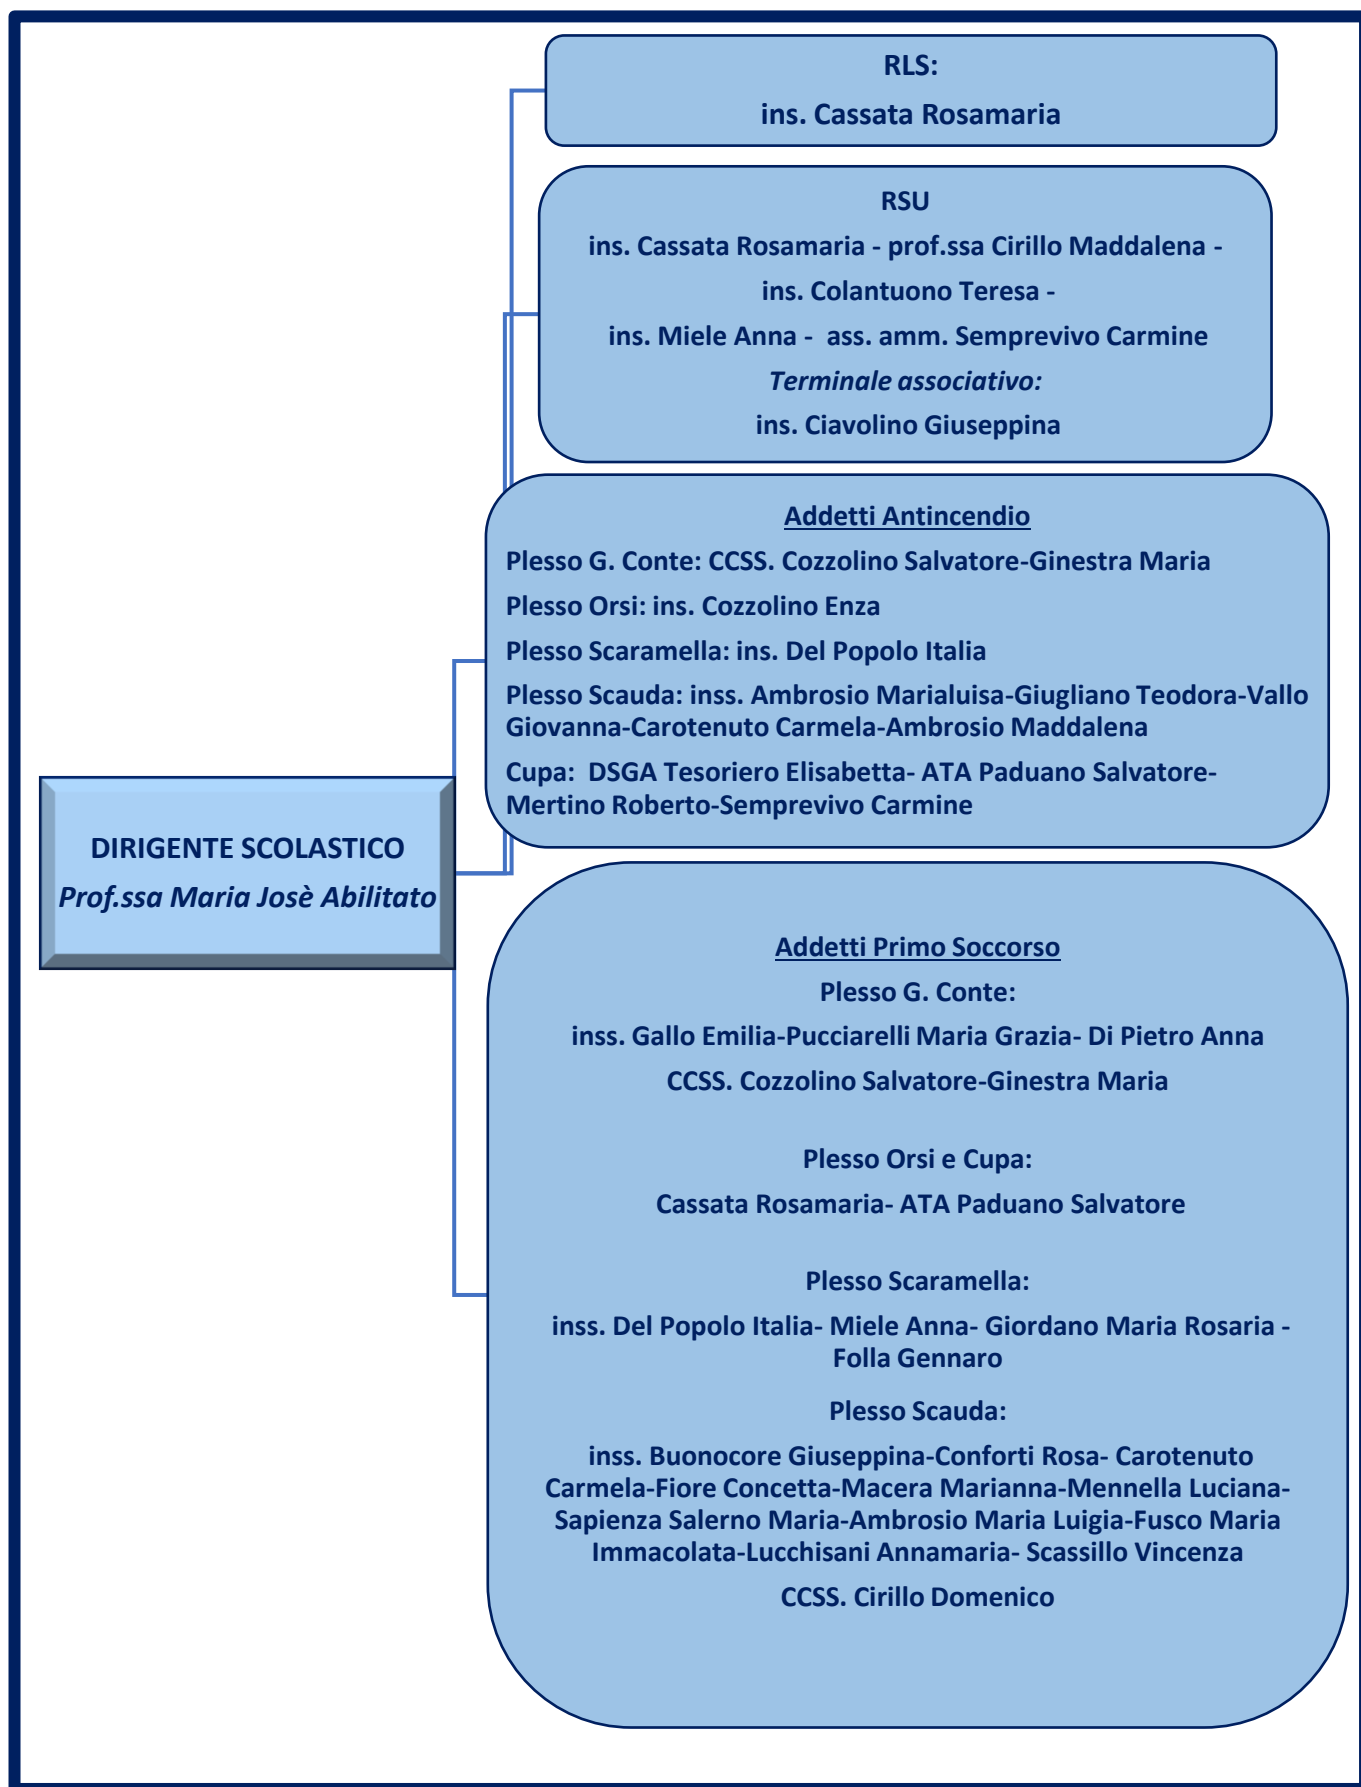 RLS:
ins. Cassata Rosamaria
RSU
ins. Cassata Rosamaria - prof.ssa Cirillo Maddalena -
ins. Colantuono Teresa -
ins. Miele Anna -  ass. amm. Semprevivo Carmine
Terminale associativo:
ins. Ciavolino Giuseppina
Addetti Antincendio
Plesso G. Conte: CCSS. Cozzolino Salvatore-Ginestra Maria
Plesso Orsi: ins. Cozzolino Enza
Plesso Scaramella: ins. Del Popolo Italia
Plesso Scauda: inss. Ambrosio Marialuisa-Giugliano Teodora-Vallo
Giovanna-Carotenuto Carmela-Ambrosio Maddalena
Cupa:  DSGA Tesoriero Elisabetta- ATA Paduano Salvatore-
Mertino Roberto-Semprevivo Carmine
DIRIGENTE SCOLASTICO
Prof.ssa Maria Josè Abilitato
Addetti Primo Soccorso
Plesso G. Conte:
inss. Gallo Emilia-Pucciarelli Maria Grazia- Di Pietro Anna
CCSS. Cozzolino Salvatore-Ginestra Maria
Plesso Orsi e Cupa:
Cassata Rosamaria- ATA Paduano Salvatore
Plesso Scaramella:
inss. Del Popolo Italia- Miele Anna- Giordano Maria Rosaria -
Folla Gennaro
Plesso Scauda:
inss. Buonocore Giuseppina-Conforti Rosa- Carotenuto
Carmela-Fiore Concetta-Macera Marianna-Mennella Luciana-
Sapienza Salerno Maria-Ambrosio Maria Luigia-Fusco Maria
Immacolata-Lucchisani Annamaria- Scassillo Vincenza
CCSS. Cirillo Domenico